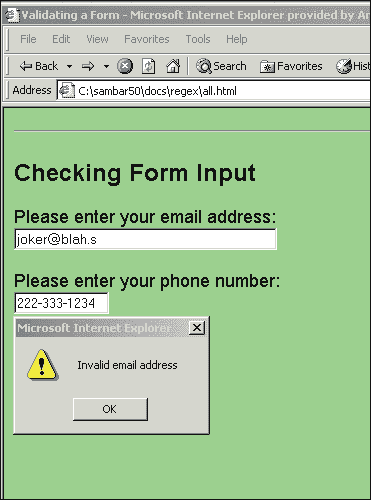 Validating a Form - Microsoft Internet Explorer provided by
File Edit View Favorites Tools Help
Back Search Favorites
Address C:\sambar50\docs\regex\all.html
Checking Form Input
Please enter your email address:
joker@blah.s
Please enter your phone number:
222-333-1234
Microsoft Internet Explorer
Invalid email address
OK